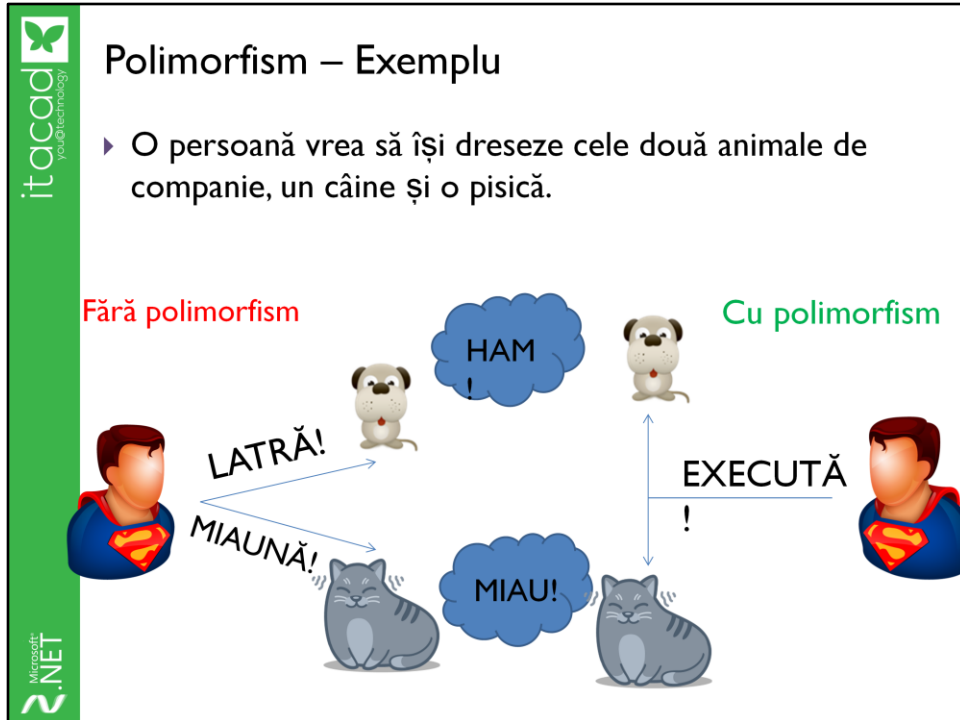 Polimorfism – Exemplu
O persoană vrea să își dreseze cele două animale de
companie, un câine și o pisică.
Fără polimorfism
Cu polimorfism
HAM
!
LATRĂ!
MIAUNĂ!
EXECUTĂ
!
MIAU!
itacad
you@technology
Microsoft
.NET